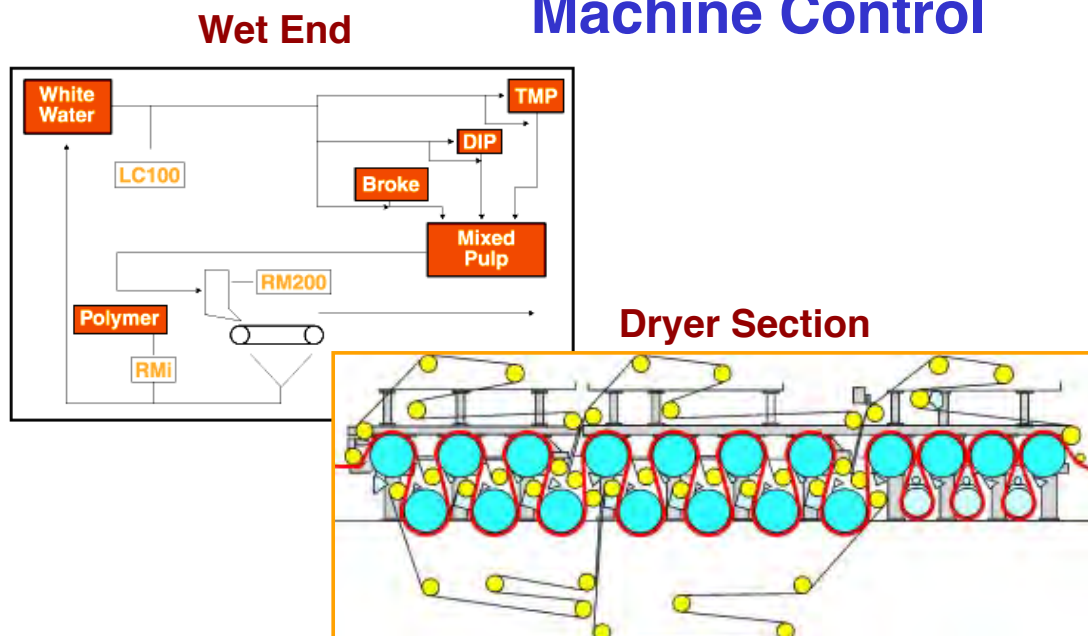 Machine Control
Wet End
White
Water
TMP
DIP
LC100
Broke
Mixed
Pulp
RM200
Polymer
RMi
Dryer Section